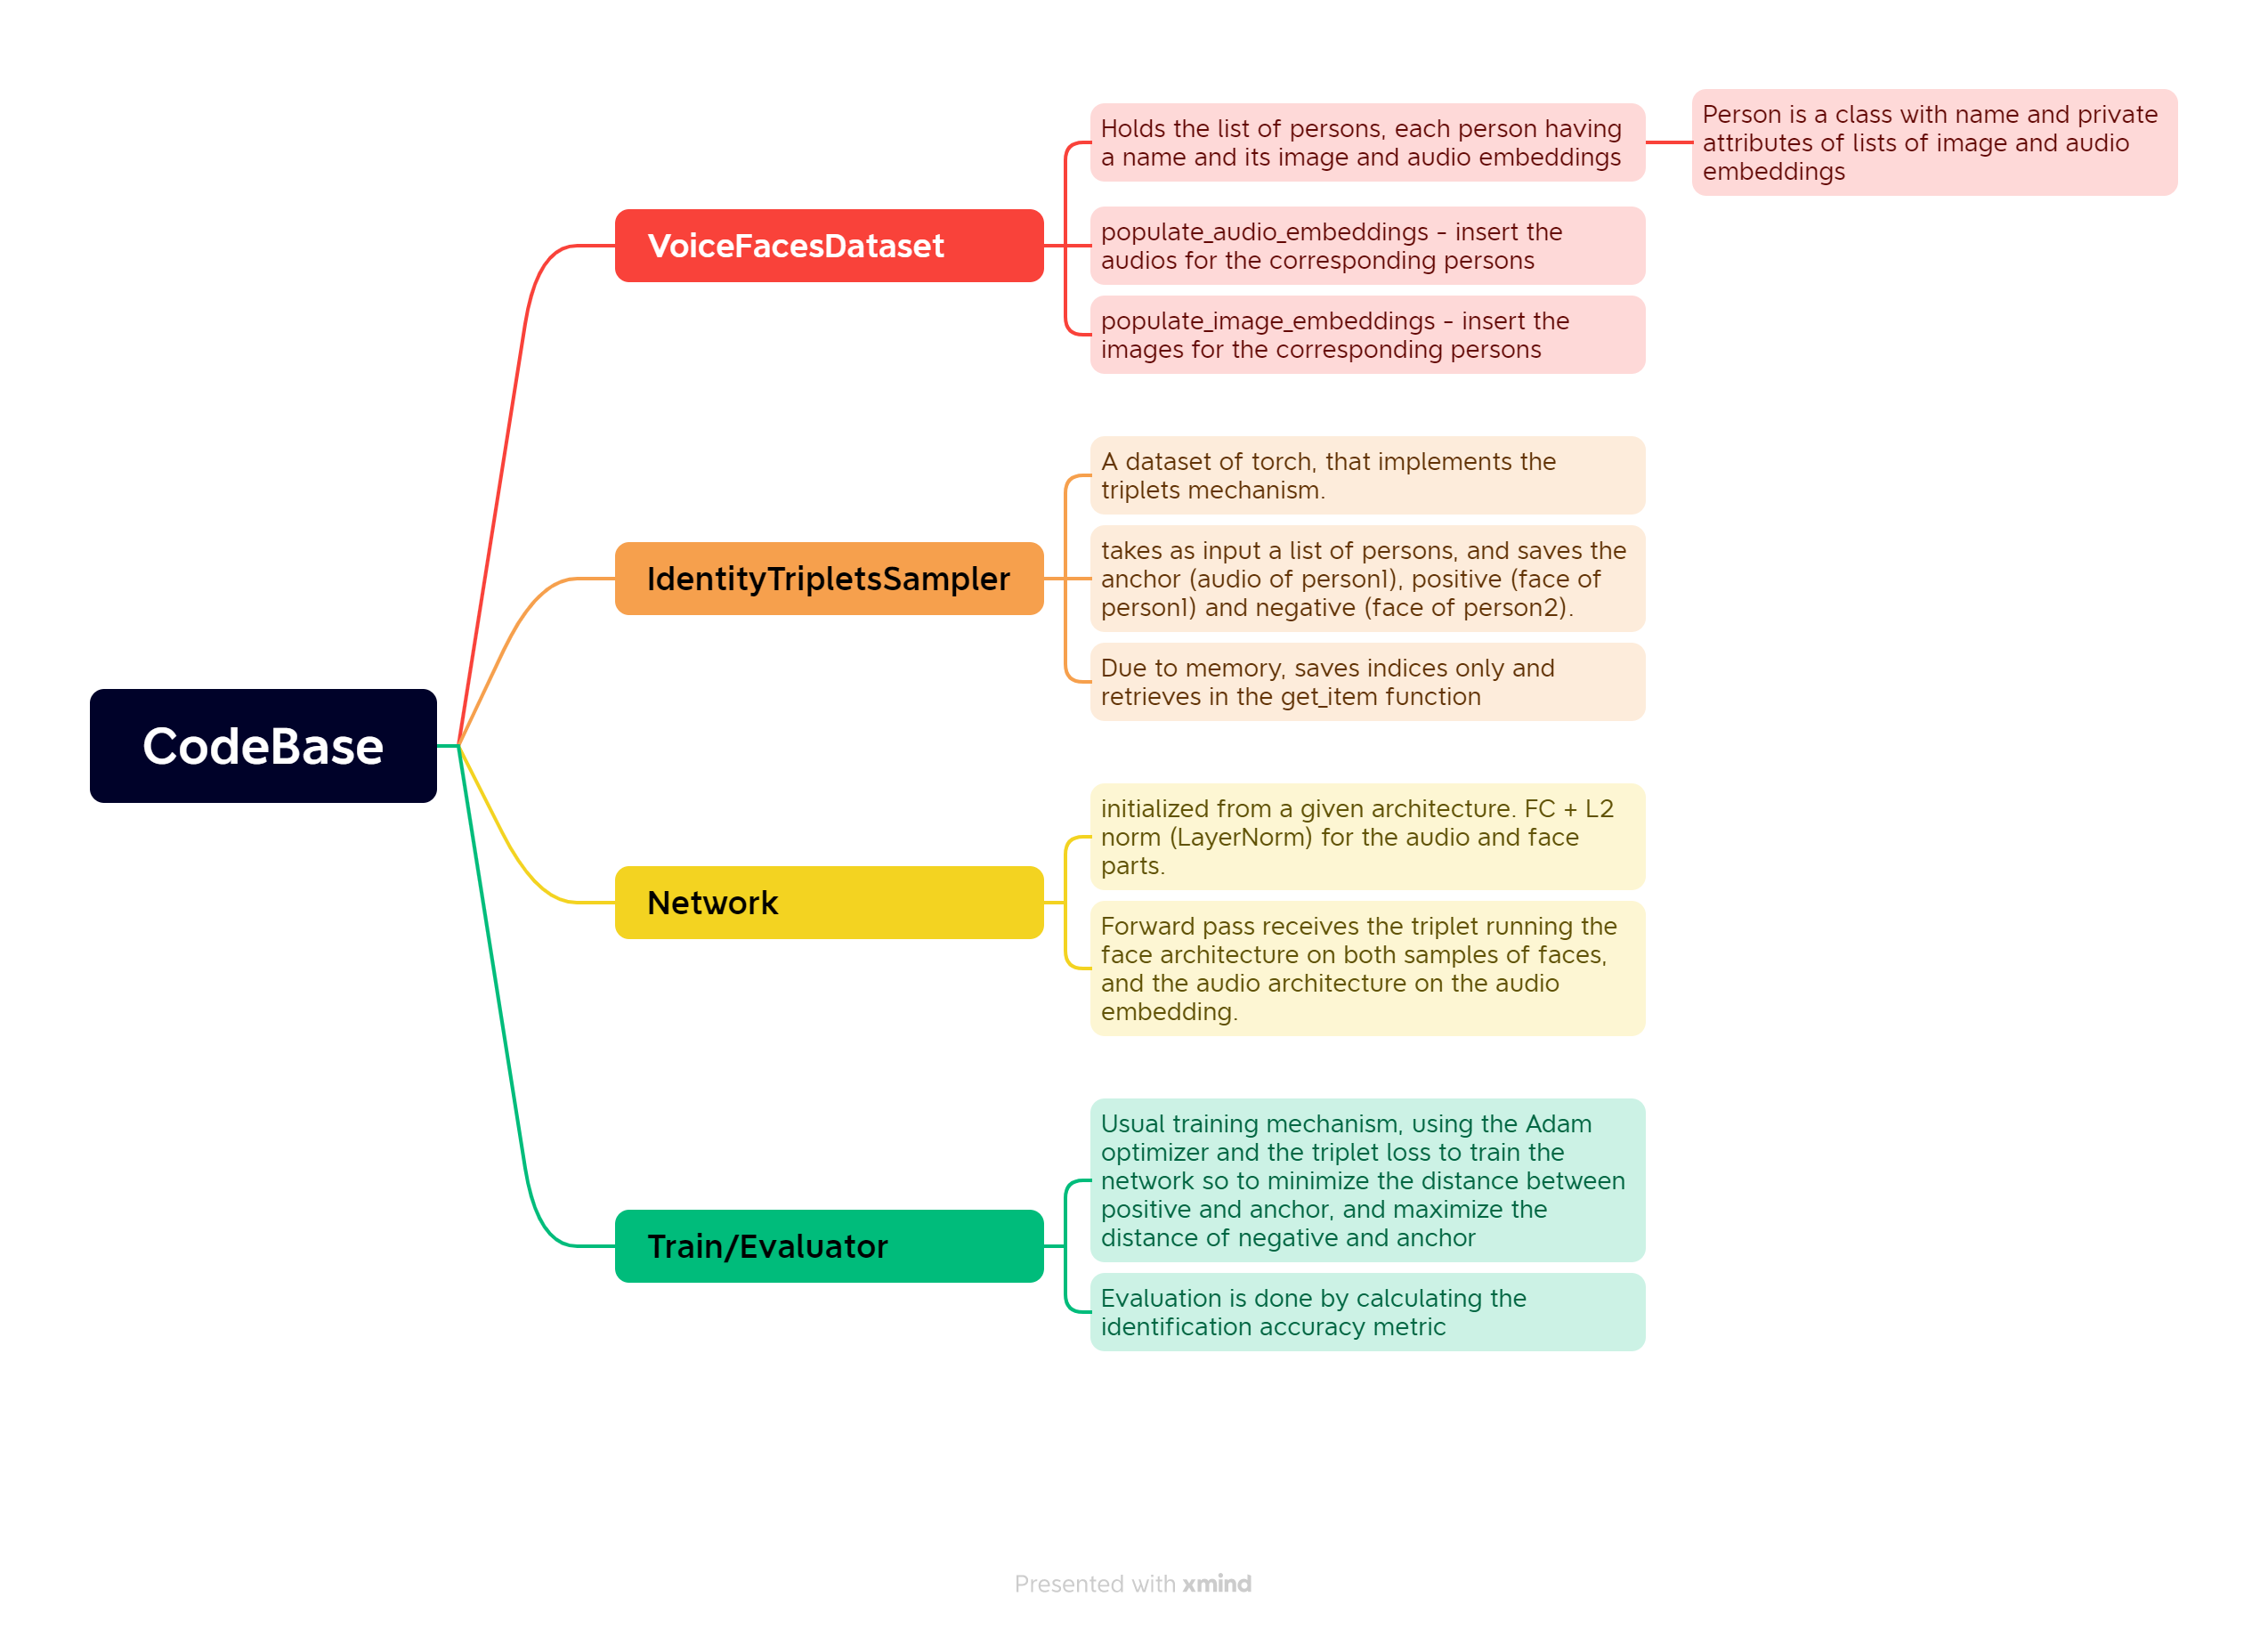 Person is a class with name and private
attributes of lists of image and audio
embeddings
Holds the list of persons, each person having
a name and its image and audio embeddings
populate_audio_embeddings - insert the
audios for the corresponding persons
VoiceFacesDataset
populate_image_embeddings - insert the
images for the corresponding persons
A dataset of torch, that implements the
triplets mechanism.
takes as input a list of persons, and saves the
anchor (audio of person1), positive (face of
person1) and negative (face of person2).
IdentityTripletsSampler
Due to memory, saves indices only and
retrieves in the get_item function
CodeBase
initialized from a given architecture. FC + L2
norm (LayerNorm) for the audio and face
parts.
Network
Forward pass receives the triplet running the
face architecture on both samples of faces,
and the audio architecture on the audio
embedding.
Usual training mechanism, using the Adam
optimizer and the triplet loss to train the
network so to minimize the distance between
positive and anchor, and maximize the
distance of negative and anchor
Train/Evaluator
Evaluation is done by calculating the
identification accuracy metric
Presented with xmind